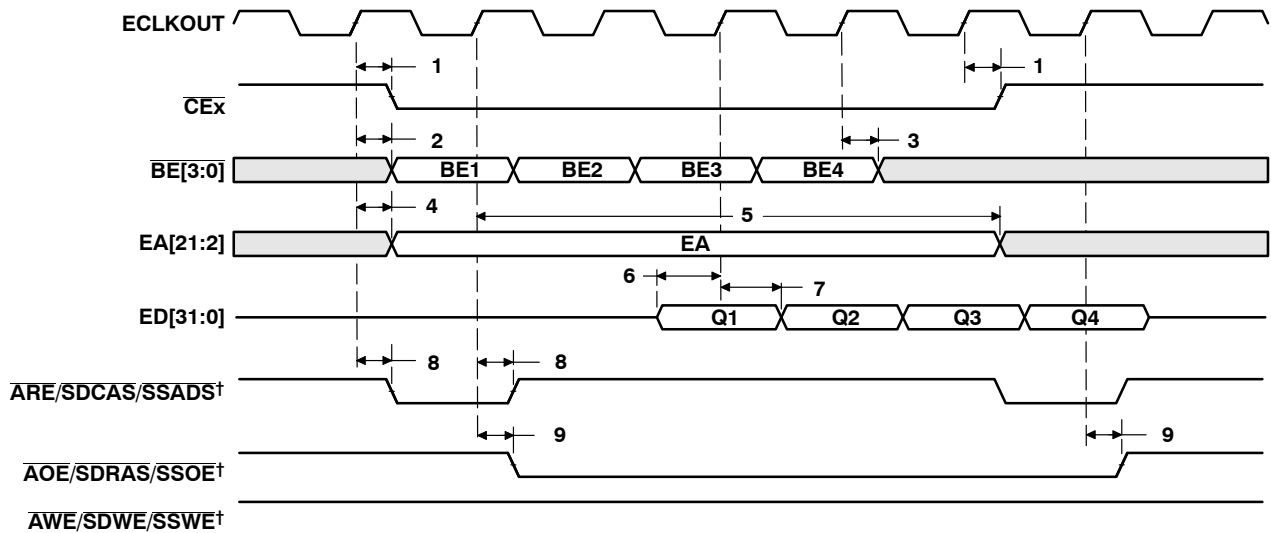 ECLKOUT
1 1
CEx
2 3
BE[3:0] BE1 BE2 BE3 BE4
4 5
EA[21:2] EA
6 7
ED[31:0] Q1 Q2 Q3 Q4
8 8
ARE/SDCAS/SSADS†
9 9
AOE/SDRAS/SSOE†
AWE/SDWE/SSWE†